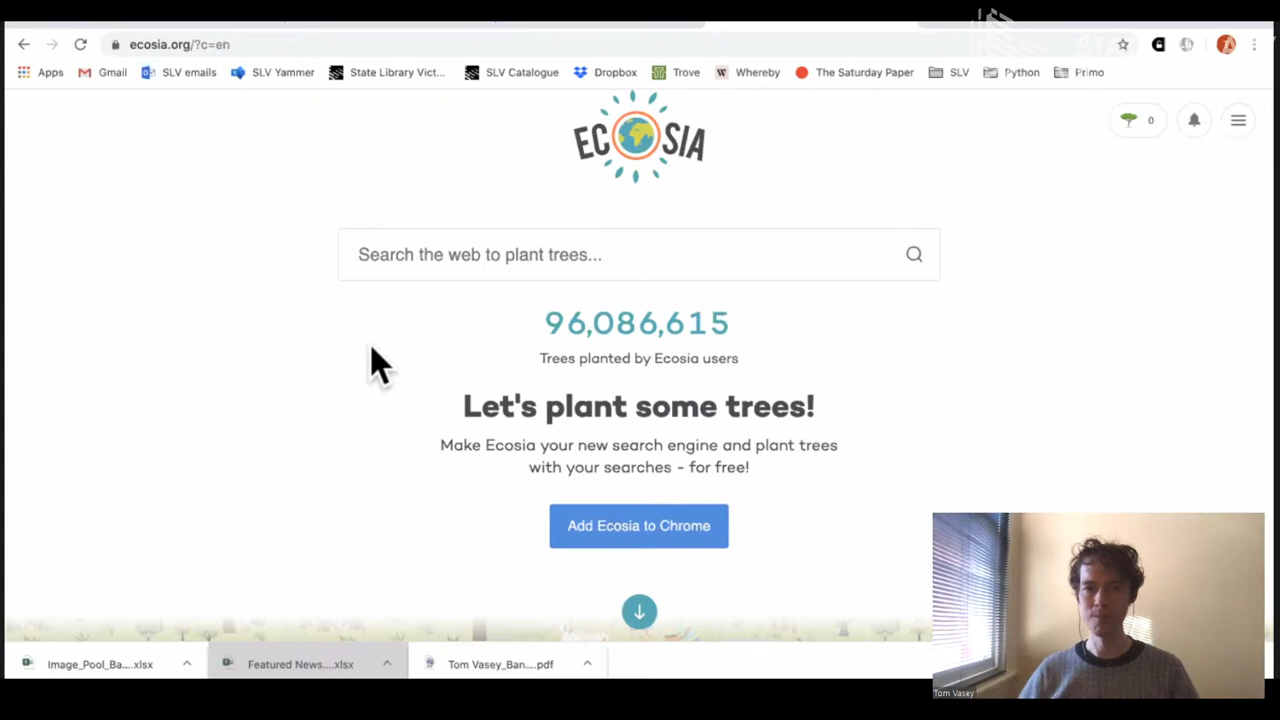 ecosia.org/?c=en
Apps Gmail SLV emails SLV Yammer State Library Vict... SLV Catalogue Dropbox Trove Whereby The Saturday Paper SLV Python Primo
ECOSIA
0
Search the web to plant trees...
96,086,615
Trees planted by Ecosia users
Let's plant some trees!
Make Ecosia your new search engine and plant trees
with your searches - for free!
Add Ecosia to Chrome
Image_Pool_Ba....xlsx Featured News....xlsx Tom Vasey_Ban....pdf
Tom Vasey